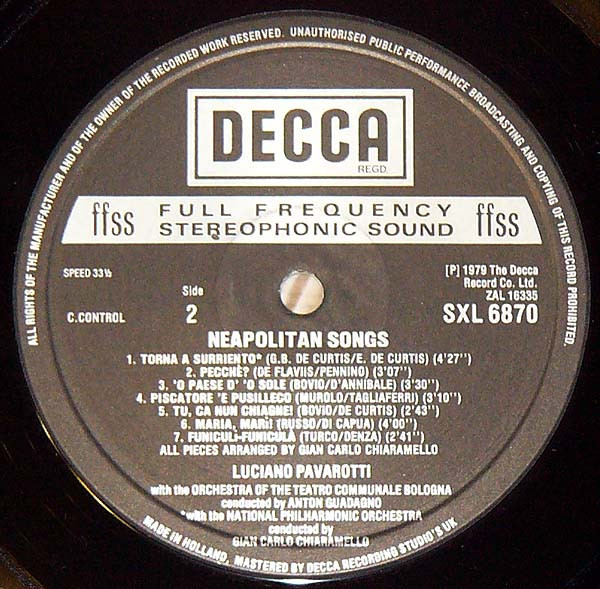 ALL RIGHTS OF THE MANUFACTURER AND OF THE OWNER OF THE RECORDED WORK RESERVED. UNAUTHORISED PUBLIC PERFORMANCE BROADCASTING AND COPYING OF THIS RECORD PROHIBITED.
DECCA
REGD.
ffss FULL FREQUENCY ffss
STEREOPHONIC SOUND
SPEED 33⅓
[P] 1979 The Decca
Record Co. Ltd.
ZAL 16335
Side
C.CONTROL 2 SXL 6870
NEAPOLITAN SONGS
1. TORNA A SURRIENTO* (G.B. DE CURTIS/E. DE CURTIS) (4'27'')
2. PECCHÈ? (DE FLAVIIS/PENNINO) (3'07'')
3. 'O PAESE D' 'O SOLE (BOVIO/D'ANNIBALE) (3'30'')
4. PISCATORE 'E PUSILLECO (MUROLO/TAGLIAFERRI) (3'10'')
5. TU, CA NUN CHIAGNE! (BOVIO/DE CURTIS) (2'43'')
6. MARIA, MARÌ! (RUSSO/DI CAPUA) (4'00'')
7. FUNICULÌ-FUNICULÀ (TURCO/DENZA) (2'41'')
ALL PIECES ARRANGED BY GIAN CARLO CHIARAMELLO
LUCIANO PAVAROTTI
with the ORCHESTRA OF THE TEATRO COMMUNALE BOLOGNA
conducted by ANTON GUADAGNO
*with the NATIONAL PHILHARMONIC ORCHESTRA
conducted by
GIAN CARLO CHIARAMELLO
MADE IN HOLLAND, MASTERED BY DECCA RECORDING STUDIO'S UK